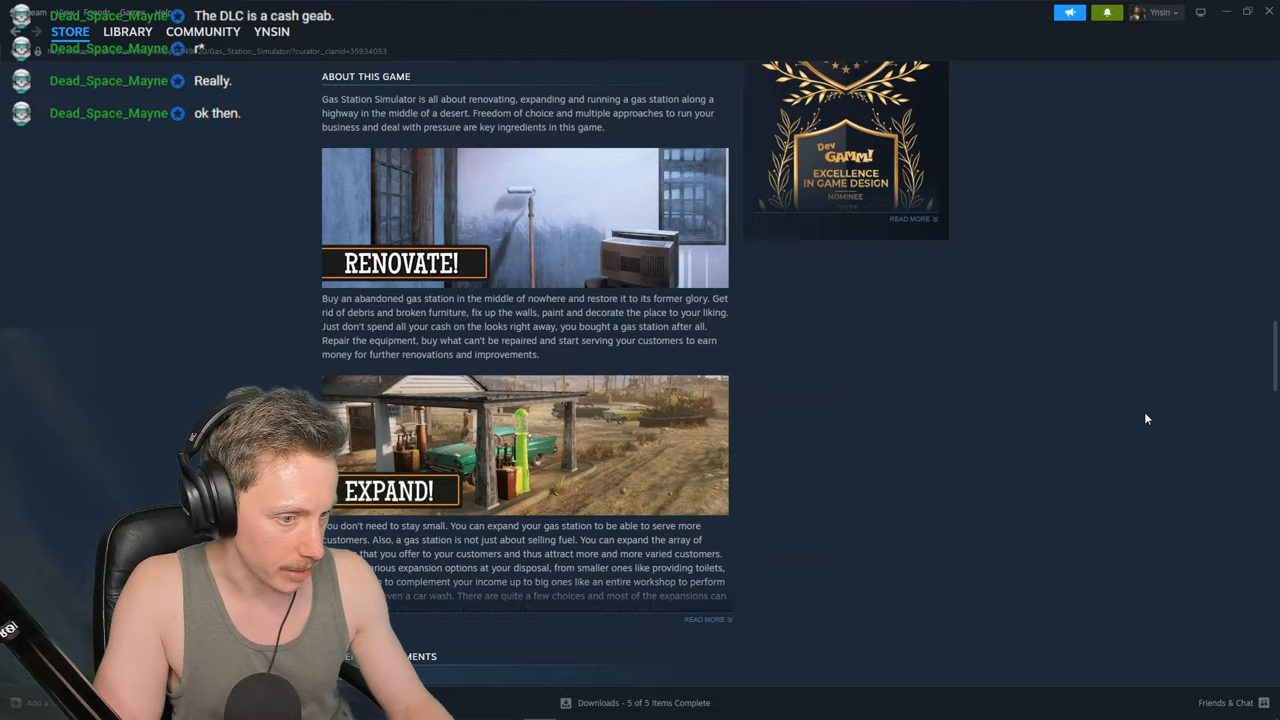 Dead_Space_Mayne The DLC is a cash geab.
STORE LIBRARY COMMUNITY YNSIN
Ynsin
Dead_Space_Mayne r*
Gas_Station_Simulator/?curator_clanid=35934053
Dead_Space_Mayne Really.
Dead_Space_Mayne ok then.
ABOUT THIS GAME
Gas Station Simulator is all about renovating, expanding and running a gas station along a
highway in the middle of a desert. Freedom of choice and multiple approaches to run your
business and deal with pressure are key ingredients in this game.
RENOVATE!
Buy an abandoned gas station in the middle of nowhere and restore it to its former glory. Get
rid of debris and broken furniture, fix up the walls, paint and decorate the place to your liking.
Just don't spend all your cash on the looks right away, you bought a gas station after all.
Repair the equipment, buy what can't be repaired and start serving your customers to earn
money for further renovations and improvements.
EXPAND!
ou don't need to stay small. You can expand your gas station to be able to serve more
customers. Also, a gas station is not just about selling fuel. You can expand the array of
that you offer to your customers and thus attract more and more varied customers.
arious expansion options at your disposal, from smaller ones like providing toilets,
to complement your income up to big ones like an entire workshop to perform
even a car wash. There are quite a few choices and most of the expansions can
READ MORE
MENTS
Dev
GAMM!
EXCELLENCE
IN GAME DESIGN
NOMINEE
READ MORE
Add a
Downloads - 5 of 5 Items Complete
Friends & Chat